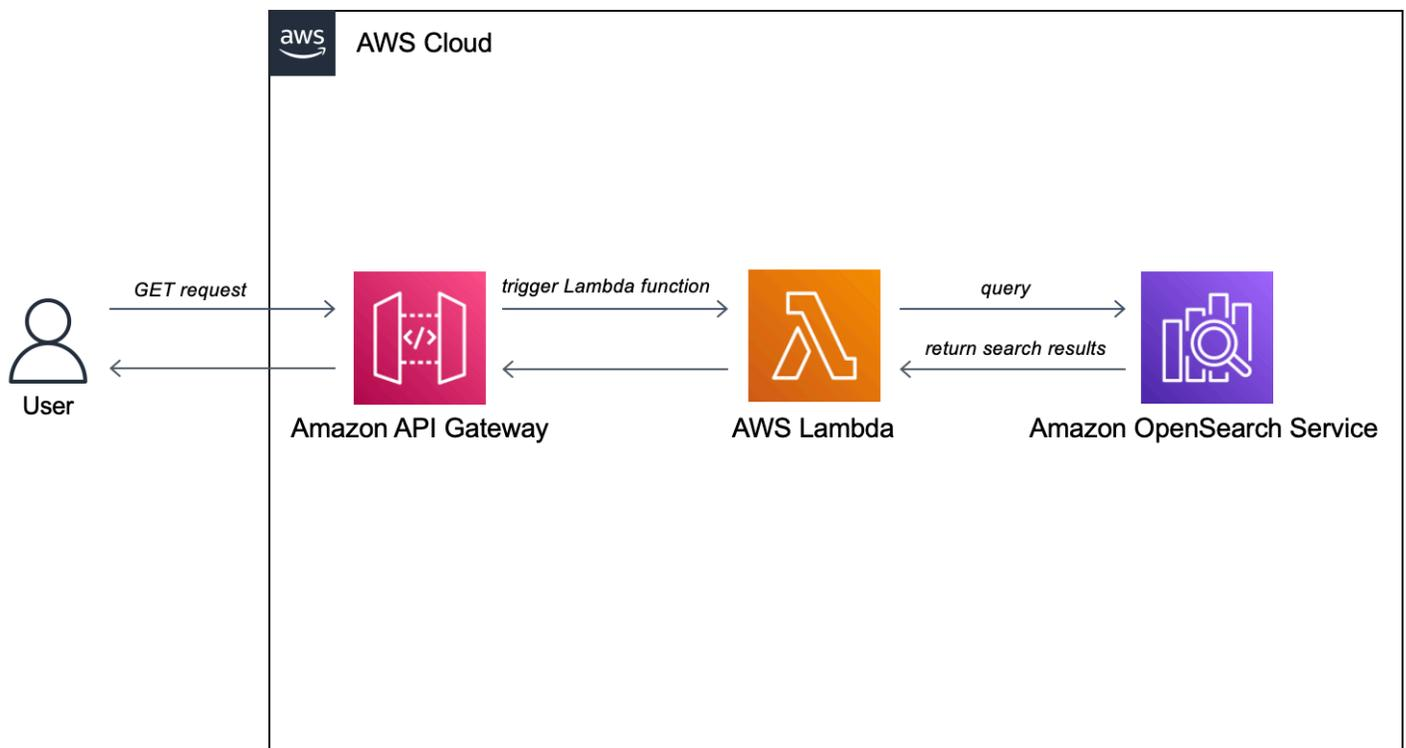 aws
AWS Cloud
GET request
trigger Lambda function
query
</>
return search results
User
Amazon API Gateway
AWS Lambda
Amazon OpenSearch Service